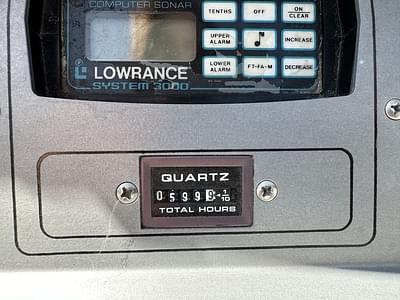 COMPUTER SONAR
TENTHS OFF ON/CLEAR
UPPER ALARM INCREASE
LOWER ALARM FT-FA-M DECREASE
LOWRANCE
SYSTEM 3000
QUARTZ
1/10
TOTAL HOURS